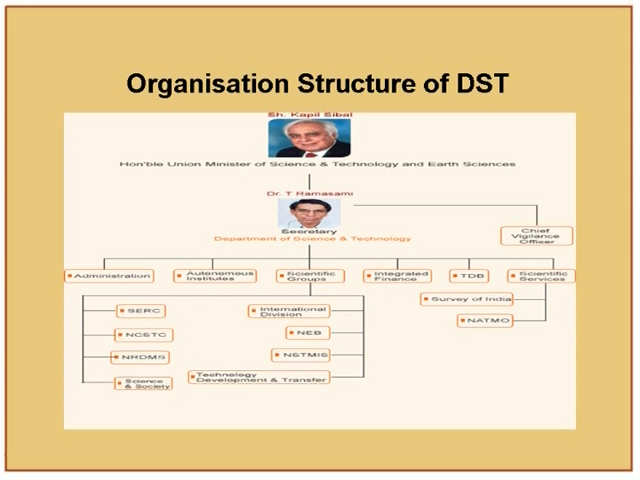 Organisation Structure of DST
Sh. Kapil Sibal
Hon'ble Union Minister of Science & Technology and Earth Sciences
Dr. T Ramasami
Secretary
Department of Science & Technology
Chief
Vigilance
Officer
Administration
Autonomous
Institutes
Scientific
Groups
Integrated
Finance
TDB
Scientific
Services
SERC
NCSTC
NRDMS
Science
& Society
International
Division
NEB
NSTMIS
Technology
Development & Transfer
Survey of India
NATMO